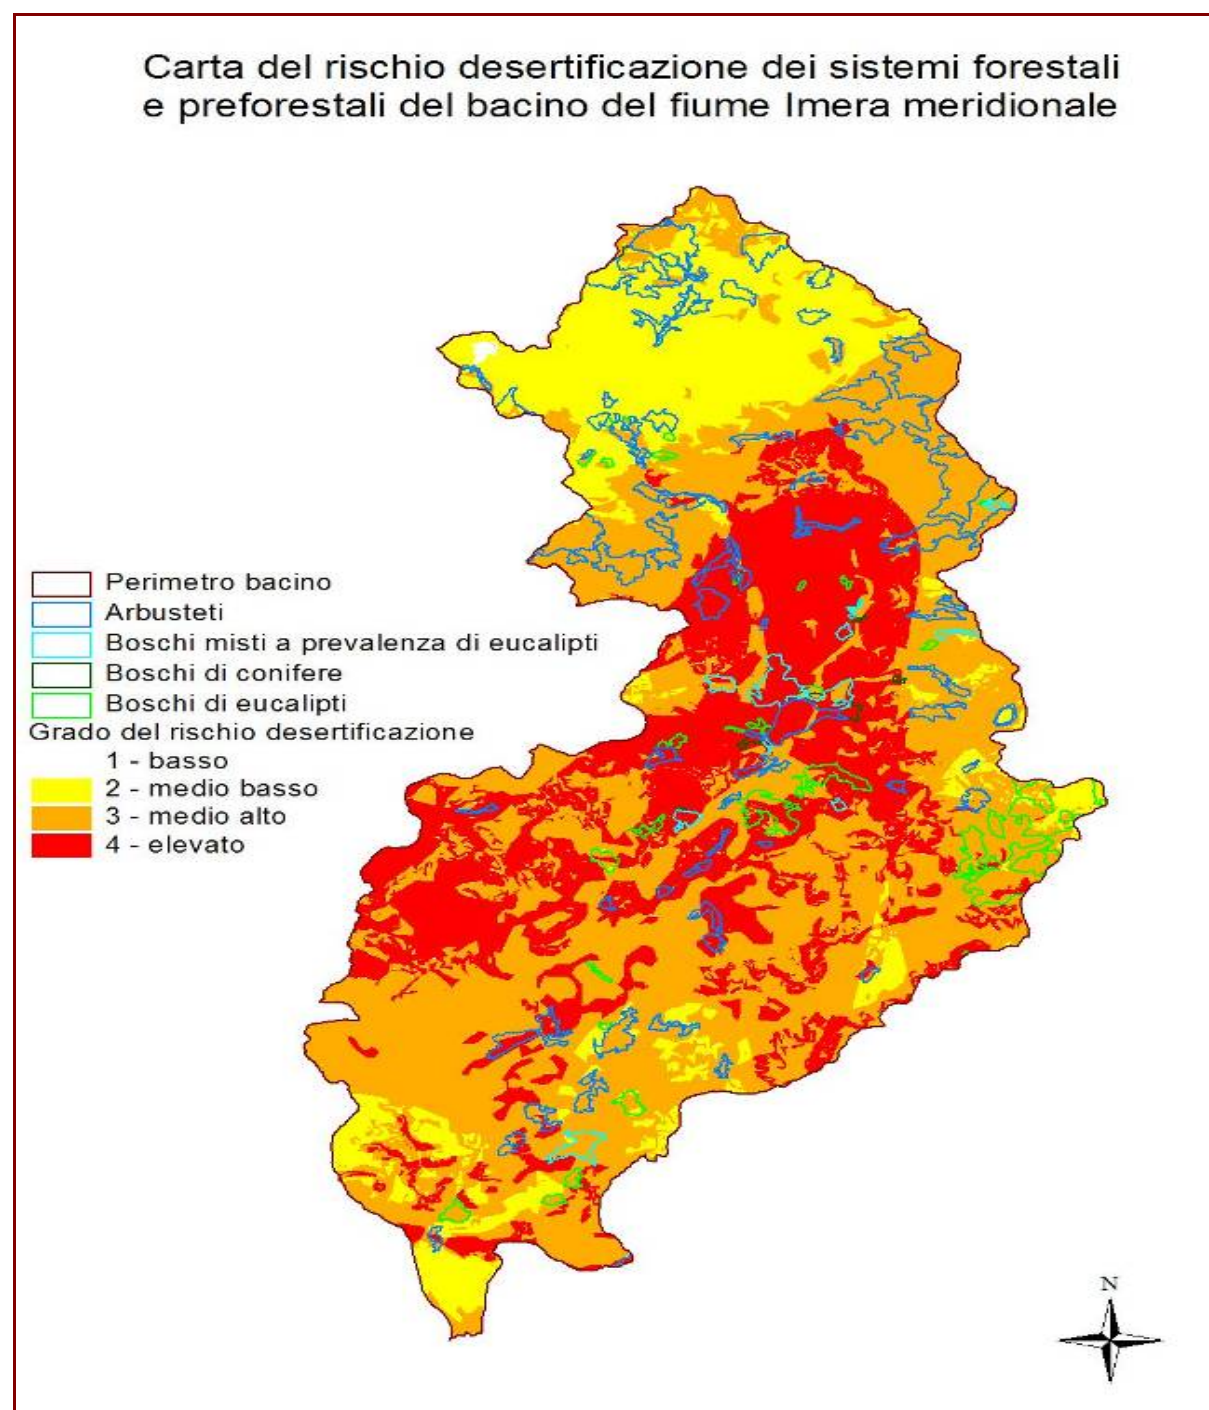 Carta del rischio desertificazione dei sistemi forestali
e preforestali del bacino del fiume Imera meridionale
Perimetro bacino
Arbusteti
Boschi misti a prevalenza di eucalipti
Boschi di conifere
Boschi di eucalipti
Grado del rischio desertificazione
1 - basso
2 - medio basso
3 - medio alto
4 - elevato
N